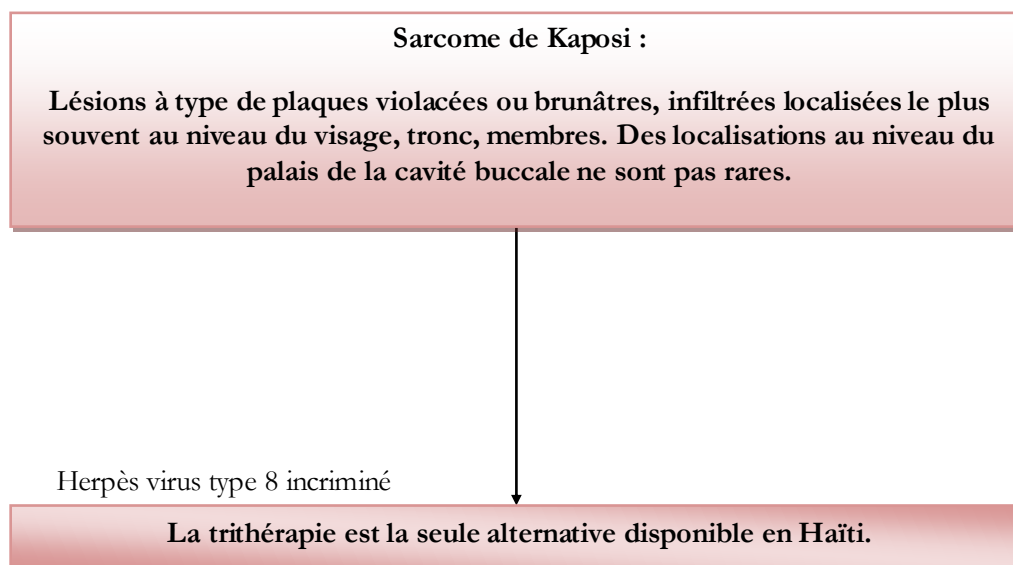 Sarcome de Kaposi :
Lésions à type de plaques violacées ou brunâtres, infiltrées localisées le plus
souvent au niveau du visage, tronc, membres. Des localisations au niveau du
palais de la cavité buccale ne sont pas rares.
Herpès virus type 8 incriminé
La trithérapie est la seule alternative disponible en Haïti.